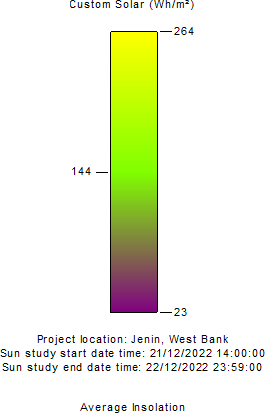 Custom Solar (Wh/m²)
264
144
23
Project location: Jenin, West Bank
Sun study start date time: 21/12/2022 14:00:00
Sun study end date time: 22/12/2022 23:59:00
Average Insolation